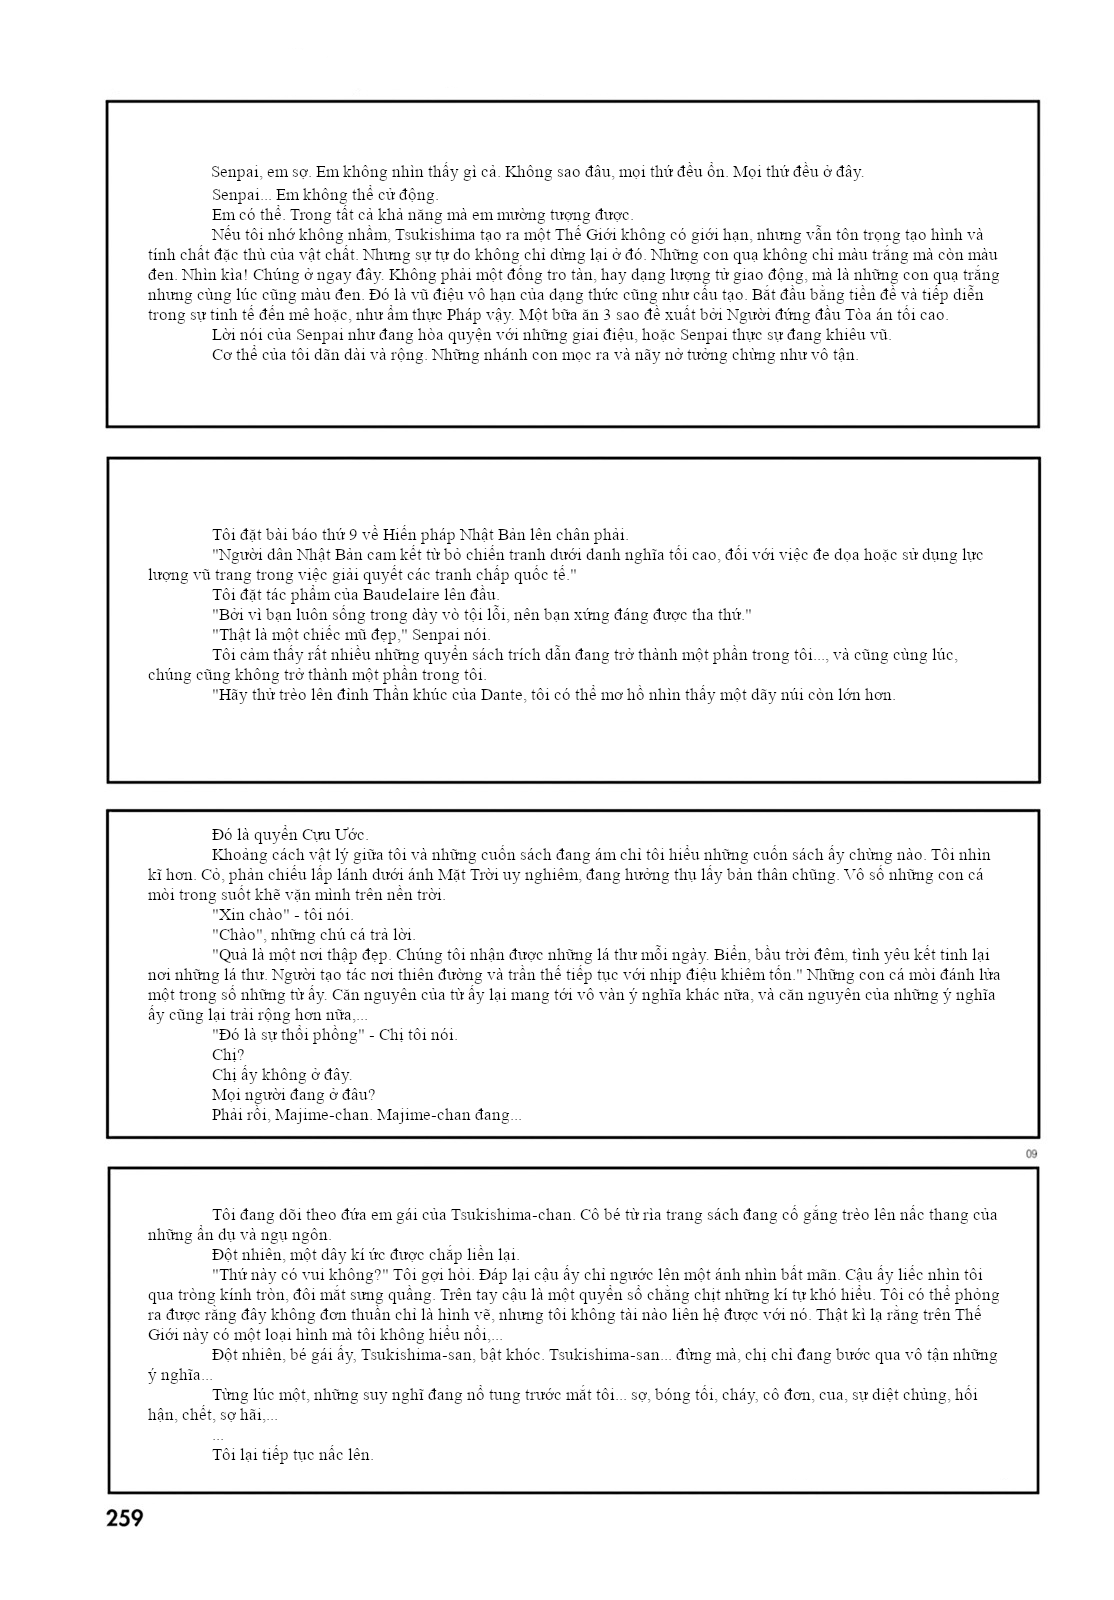 Senpai, em sợ. Em không nhìn thấy gì cả. Không sao đâu, mọi thứ đều ổn. Mọi thứ đều ở đây.
Senpai... Em không thể cử động.
Em có thể. Trong tất cả khả năng mà em mường tượng được.
Nếu tôi nhớ không nhầm, Tsukishima tạo ra một Thế Giới không có giới hạn, nhưng vẫn tôn trọng tạo hình và
tính chất đặc thù của vật chất. Nhưng sự tự do không chỉ dừng lại ở đó. Những con quạ không chỉ màu trắng mà còn màu
đen. Nhìn kìa! Chúng ở ngay đây. Không phải một đống tro tàn, hay dạng lượng tử giao động, mà là những con quạ trắng
nhưng cùng lúc cũng màu đen. Đó là vũ điệu vô hạn của dạng thức cũng như cấu tạo. Bắt đầu bằng tiền đề và tiếp diễn
trong sự tinh tế đến mê hoặc, như ẩm thực Pháp vậy. Một bữa ăn 3 sao đề xuất bởi Người đứng đầu Tòa án tối cao.
Lời nói của Senpai như đang hòa quyện với những giai điệu, hoặc Senpai thực sự đang khiêu vũ.
Cơ thể của tôi dãn dài và rộng. Những nhánh con mọc ra và nãy nở tưởng chừng như vô tận.
Tôi đặt bài báo thứ 9 về Hiến pháp Nhật Bản lên chân phải.
"Người dân Nhật Bản cam kết từ bỏ chiến tranh dưới danh nghĩa tối cao, đối với việc đe dọa hoặc sử dụng lực
lượng vũ trang trong việc giải quyết các tranh chấp quốc tế."
Tôi đặt tác phẩm của Baudelaire lên đầu.
"Bởi vì bạn luôn sống trong dày vò tội lỗi, nên bạn xứng đáng được tha thứ."
"Thật là một chiếc mũ đẹp," Senpai nói.
Tôi cảm thấy rất nhiều những quyển sách trích dẫn đang trở thành một phần trong tôi..., và cũng cùng lúc,
chúng cũng không trở thành một phần trong tôi.
"Hãy thử trèo lên đỉnh Thần khúc của Dante, tôi có thể mơ hồ nhìn thấy một dãy núi còn lớn hơn.
Đó là quyển Cựu Ước.
Khoảng cách vật lý giữa tôi và những cuốn sách đang ám chỉ tôi hiểu những cuốn sách ấy chừng nào. Tôi nhìn
kĩ hơn. Cỏ, phản chiếu lấp lánh dưới ánh Mặt Trời uy nghiêm, đang hưởng thụ lấy bản thân chũng. Vô số những con cá
mòi trong suốt khẽ vặn mình trên nền trời.
"Xin chào" - tôi nói.
"Chào", những chú cá trả lời.
"Quả là một nơi thập đẹp. Chúng tôi nhận được những lá thư mỗi ngày. Biển, bầu trời đêm, tình yêu kết tinh lại
nơi những lá thư. Người tạo tác nơi thiên đường và trần thế tiếp tục với nhịp điệu khiêm tốn." Những con cá mòi đánh lửa
một trong số những từ ấy. Căn nguyên của từ ấy lại mang tới vô vàn ý nghĩa khác nữa, và căn nguyên của những ý nghĩa
ấy cũng lại trải rộng hơn nữa,...
"Đó là sự thổi phồng" - Chị tôi nói.
Chị?
Chị ấy không ở đây.
Mọi người đang ở đâu?
Phải rồi, Majime-chan. Majime-chan đang...
09
Tôi đang dõi theo đứa em gái của Tsukishima-chan. Cô bé từ rìa trang sách đang cố gắng trèo lên nấc thang của
những ẩn dụ và ngụ ngôn.
Đột nhiên, một dây kí ức được chắp liền lại.
"Thứ này có vui không?" Tôi gợi hỏi. Đáp lại cậu ấy chỉ ngước lên một ánh nhìn bất mãn. Cậu ấy liếc nhìn tôi
qua tròng kính tròn, đôi mắt sưng quầng. Trên tay cậu là một quyển sổ chằng chịt những kí tự khó hiểu. Tôi có thể phỏng
ra được rằng đây không đơn thuần chỉ là hình vẽ, nhưng tôi không tài nào liên hệ được với nó. Thật kì lạ rằng trên Thế
Giới này có một loại hình mà tôi không hiểu nổi,...
Đột nhiên, bé gái ấy, Tsukishima-san, bật khóc. Tsukishima-san... đừng mà, chị chỉ đang bước qua vô tận những
ý nghĩa...
Từng lúc một, những suy nghĩ đang nổ tung trước mắt tôi... sợ, bóng tối, cháy, cô đơn, cua, sự diệt chủng, hối
hận, chết, sợ hãi,...
...
Tôi lại tiếp tục nấc lên.
259